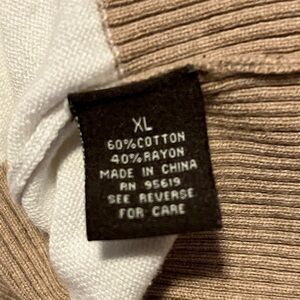 XL
60%COTTON
40%RAYON
MADE IN CHINA
RN 95619
SEE REVERSE
FOR CARE